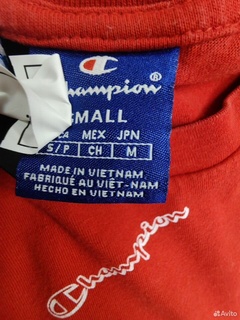 Champion
®
SMALL
CA MEX JPN
S/P CH M
MADE IN VIETNAM
FABRIQUÉ AU VIÊT-NAM
HECHO EN VIETNAM
Champion
Avito